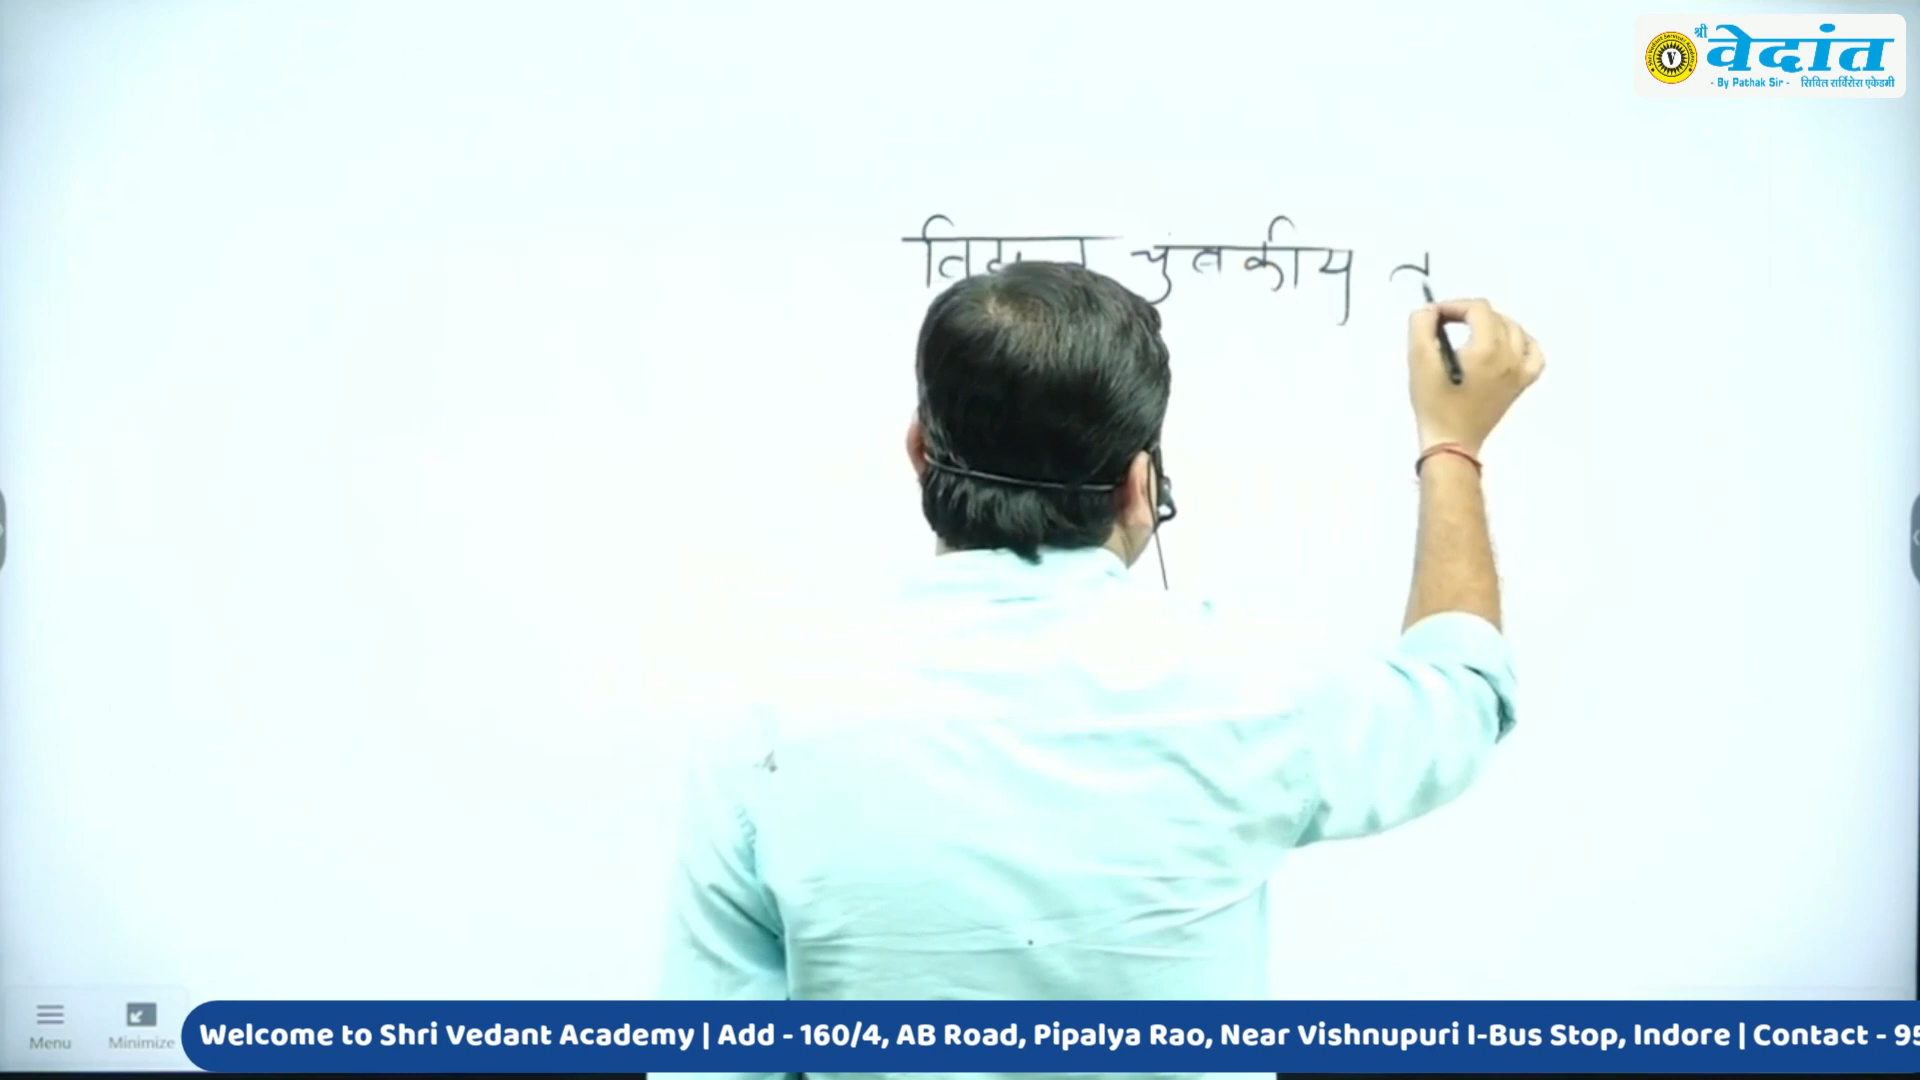 श्री वेदांत
- By Pathak Sir - सिविल सर्विसेस एकेडमी
चुंबकीय
Menu Minimize
Welcome to Shri Vedant Academy | Add - 160/4, AB Road, Pipalya Rao, Near Vishnupuri I-Bus Stop, Indore | Contact - 95